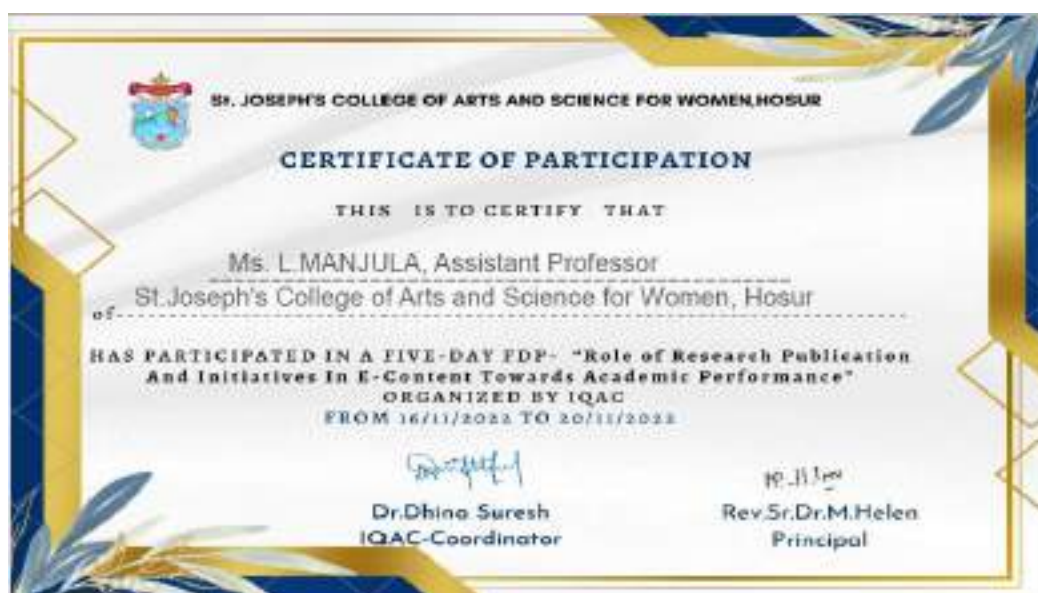 St. JOSEPH'S COLLEGE OF ARTS AND SCIENCE FOR WOMEN,HOSUR
CERTIFICATE OF PARTICIPATION
THIS IS TO CERTIFY THAT
Ms. L.MANJULA, Assistant Professor
of St.Joseph's College of Arts and Science for Women, Hosur
HAS PARTICIPATED IN A FIVE-DAY FDP- "Role of Research Publication
And Initiatives In E-Content Towards Academic Performance"
ORGANIZED BY IQAC
FROM 16/11/2022 TO 20/11/2022
Dr.Dhina Suresh
IQAC-Coordinator
Rev.Sr.Dr.M.Helen
Principal